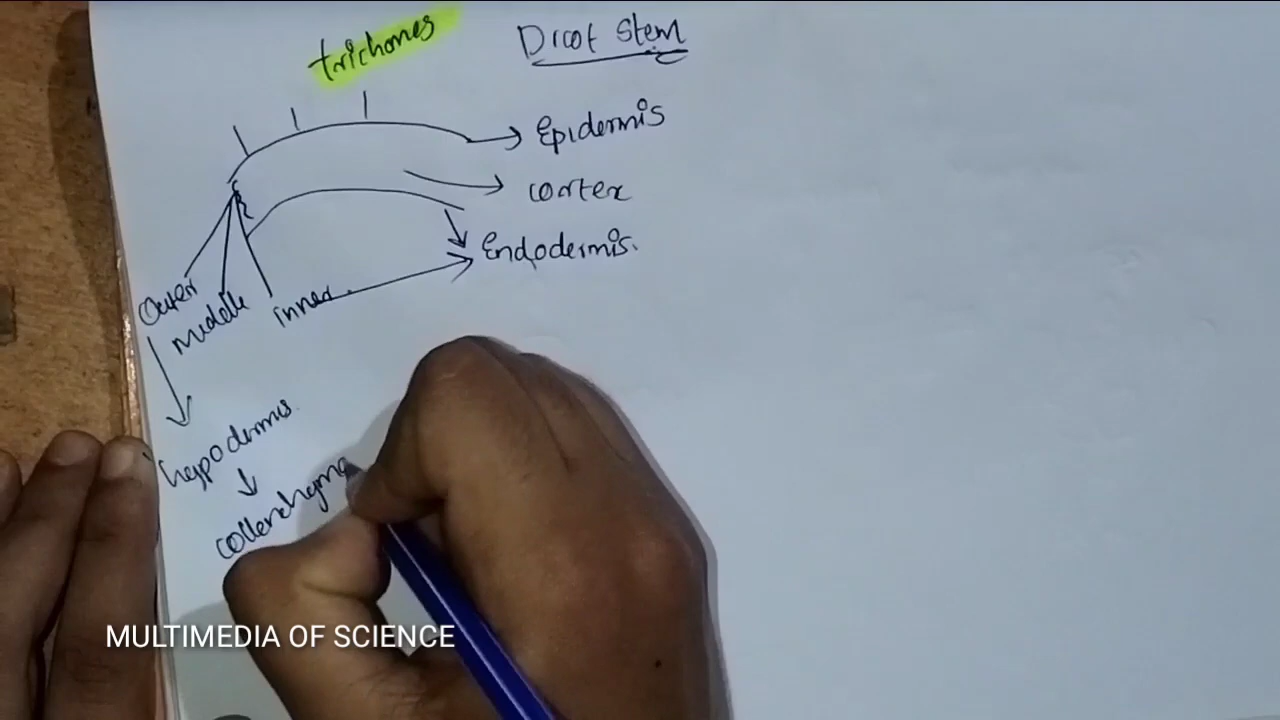 trichomes
Dicot Stem
Epidermis
cortex
Endodermis.
Outer
Middle
inner
hypodermis
collenchyma
MULTIMEDIA OF SCIENCE